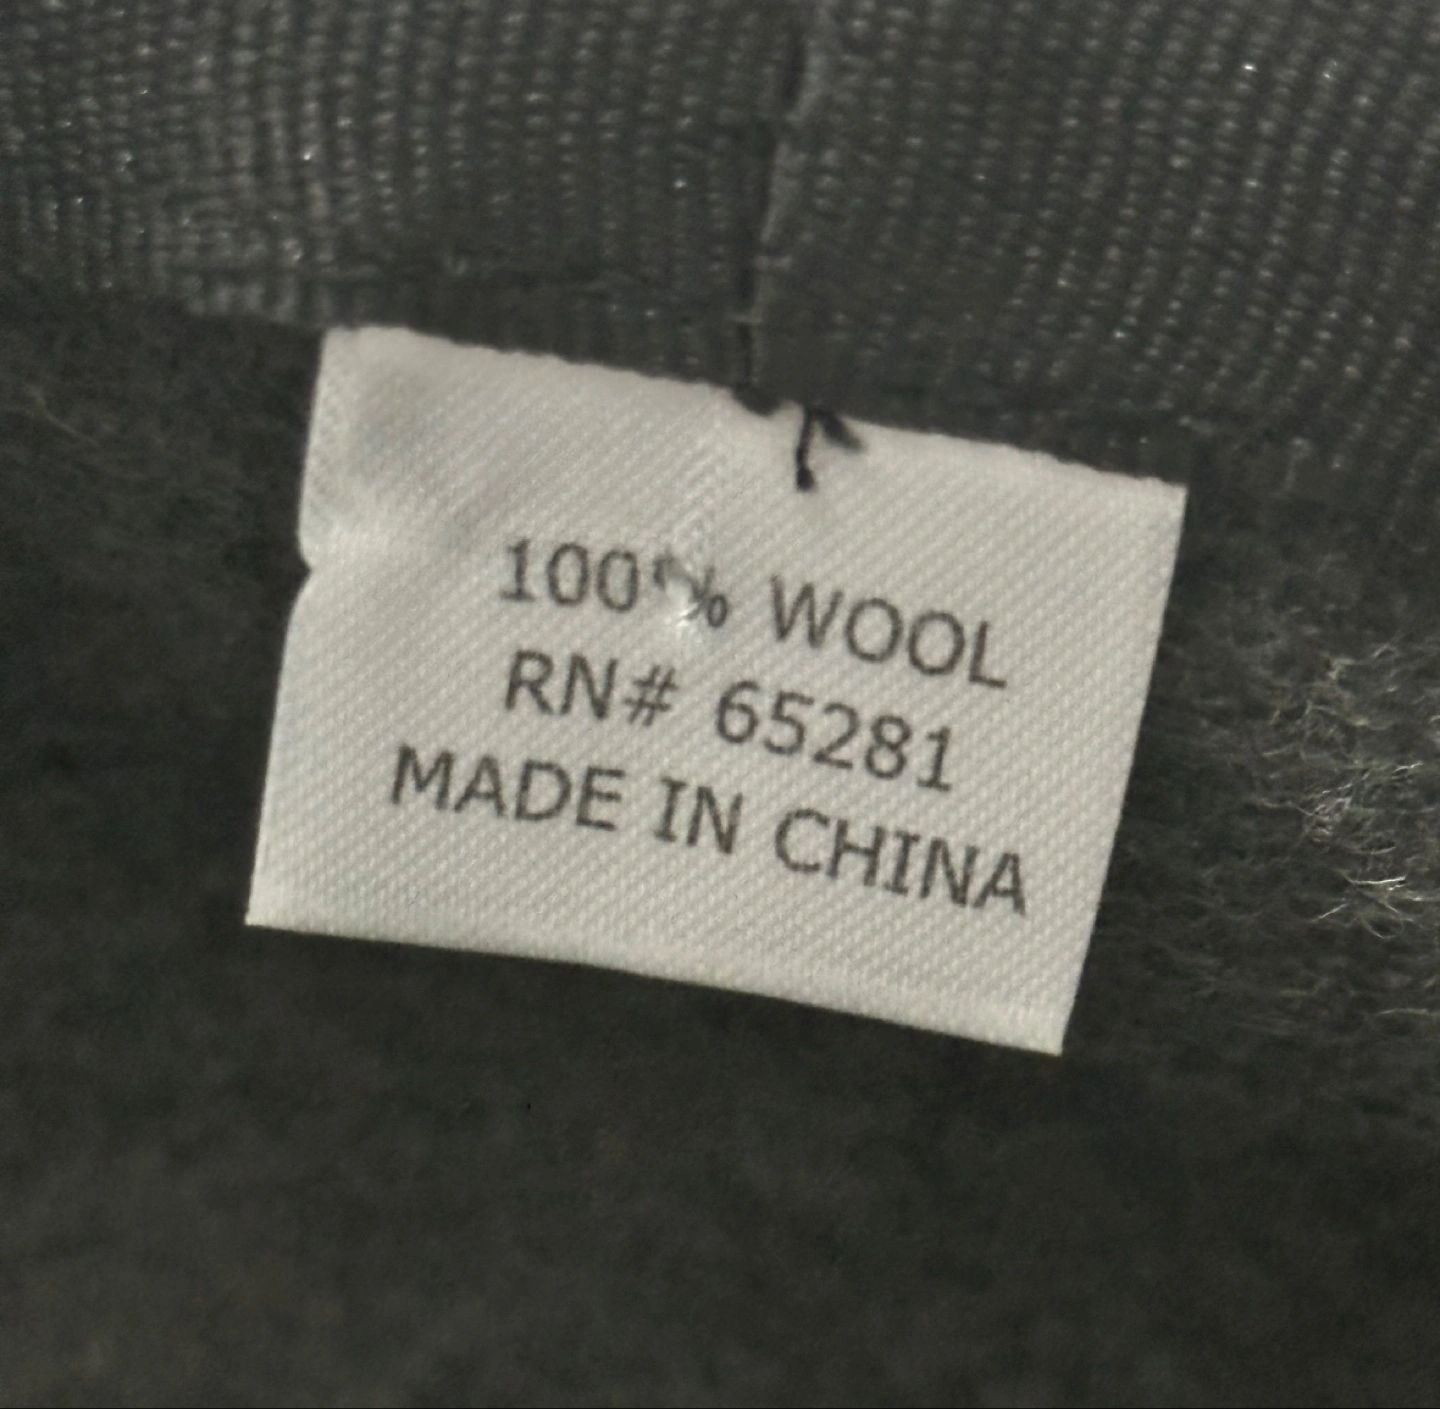 100% WOOL
RN# 65281
MADE IN CHINA